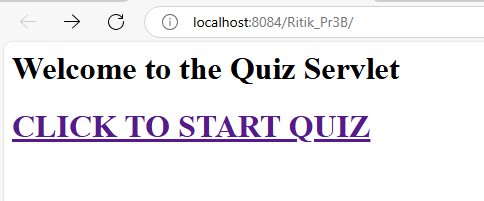 localhost:8084/Ritik_Pr3B/
Welcome to the Quiz Servlet
CLICK TO START QUIZ